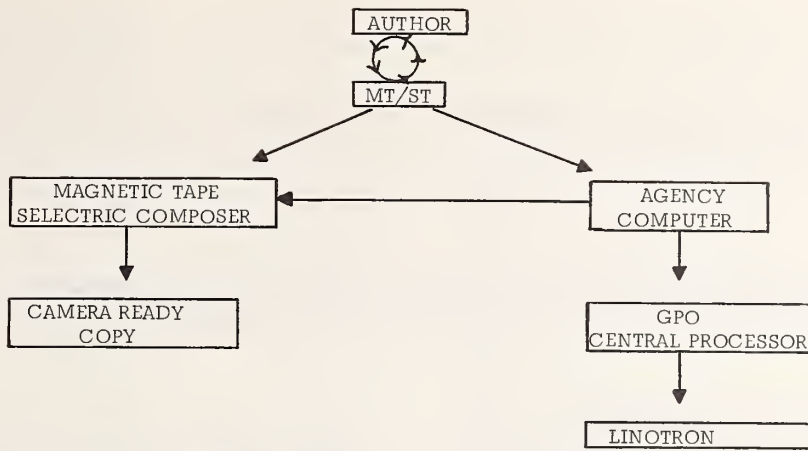 AUTHOR
MT/ST
MAGNETIC TAPE
SELECTRIC COMPOSER
AGENCY
COMPUTER
CAMERA READY
COPY
GPO
CENTRAL PROCESSOR
LINOTRON